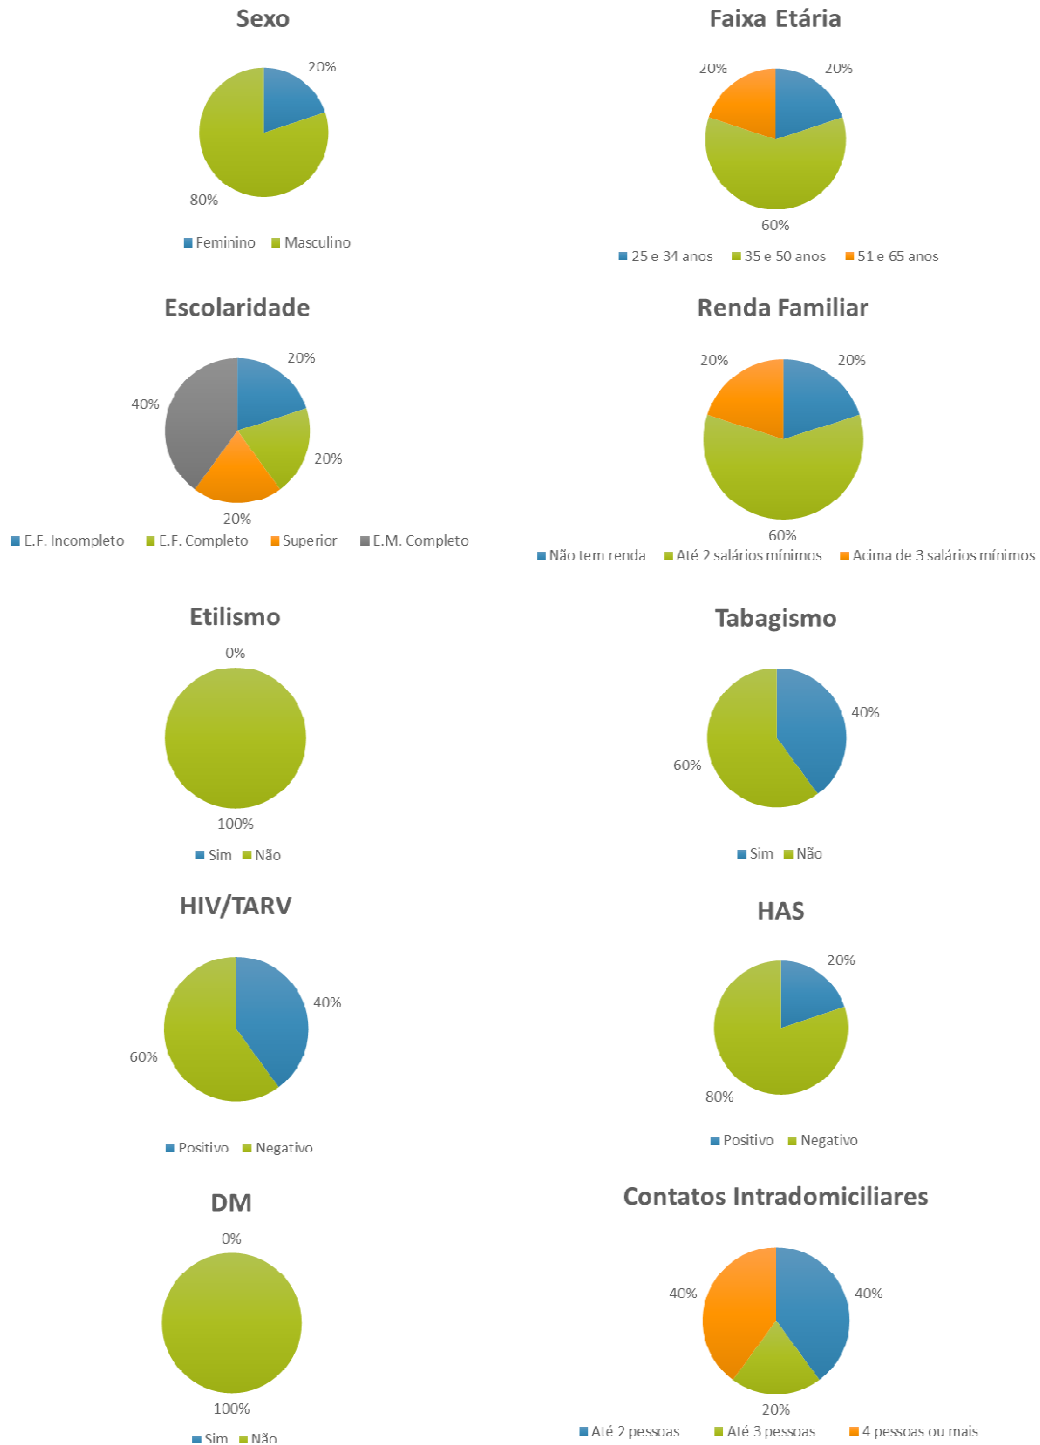 Sexo
20%
80%
Feminino Masculino
Faixa Etária
20% 20%
60%
25 e 34 anos 35 e 50 anos 51 e 65 anos
Escolaridade
20%
40%
20%
20%
E.F. Incompleto E.F. Completo Superior E.M. Completo
Renda Familiar
20% 20%
60%
Não tem renda Até 2 salários mínimos Acima de 3 salários mínimos
Etilismo
0%
100%
Sim Não
Tabagismo
40%
60%
Sim Não
HIV/TARV
40%
60%
Positivo Negativo
HAS
20%
80%
Positivo Negativo
DM
0%
100%
Sim Não
Contatos Intradomiciliares
40% 40%
20%
Até 2 pessoas Até 3 pessoas 4 pessoas ou mais